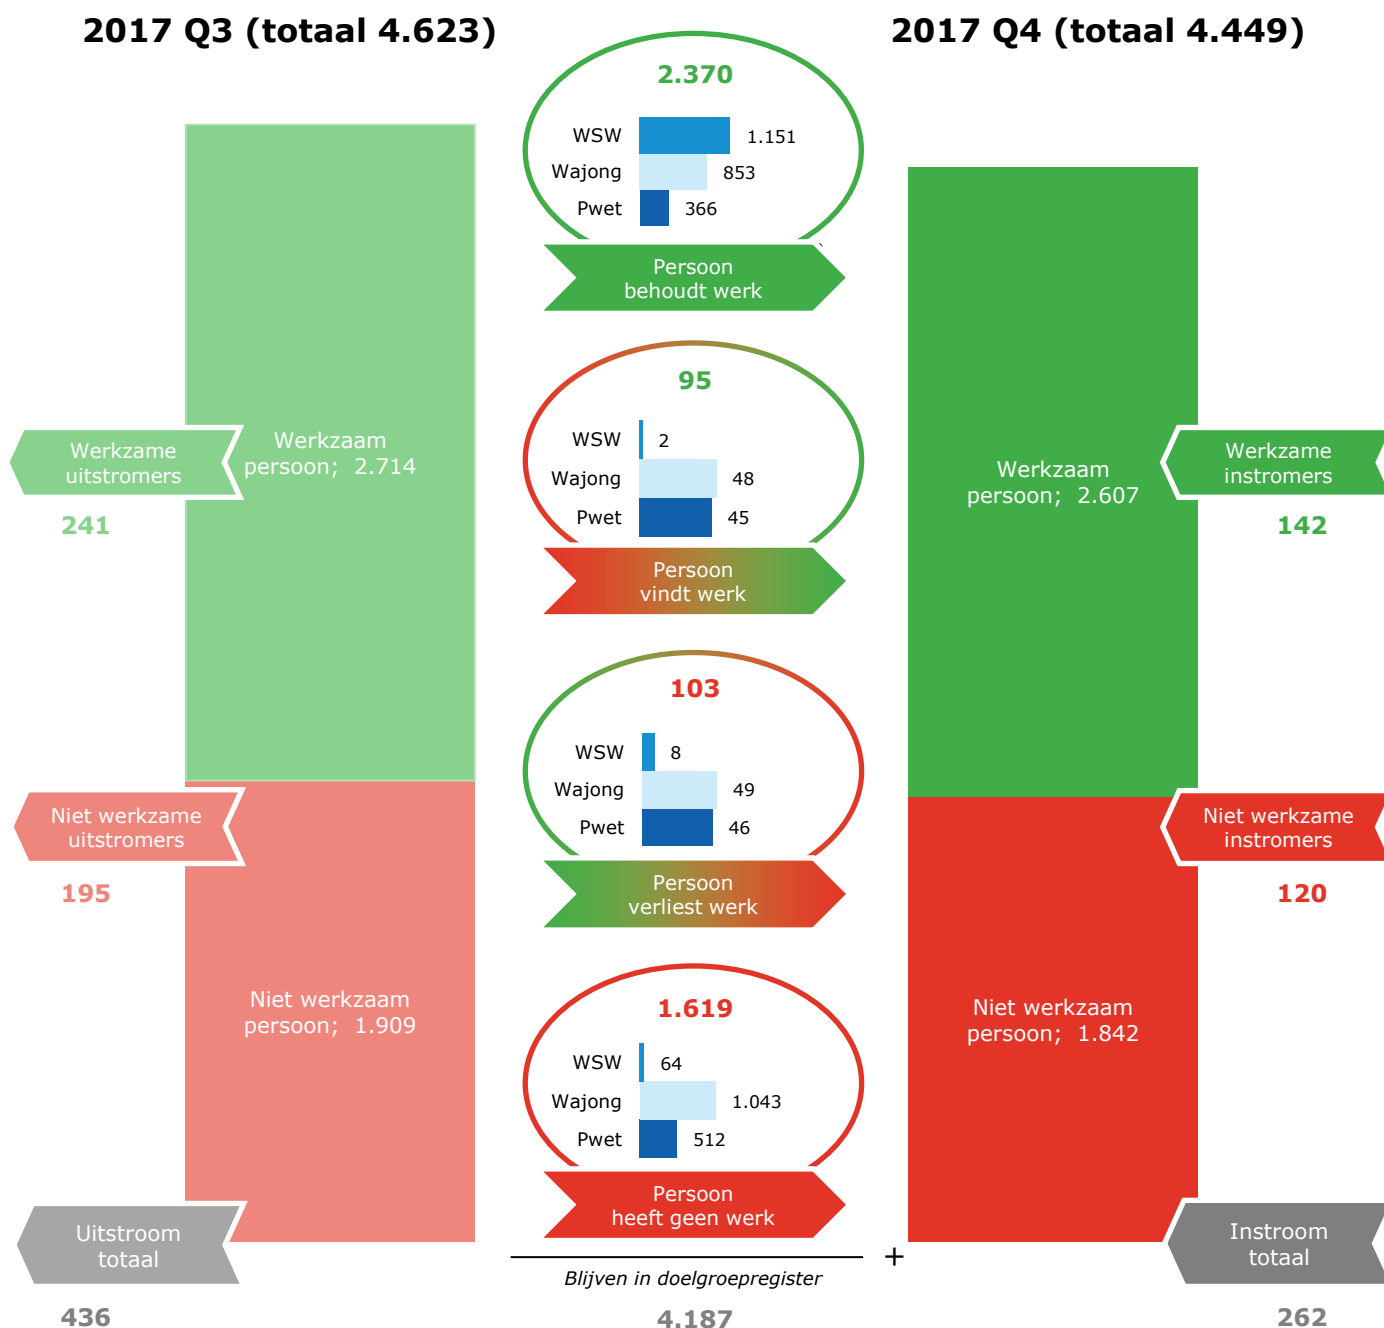 2017 Q3 (totaal 4.623)
2017 Q4 (totaal 4.449)
Werkzaam
persoon; 2.714
Werkzame
uitstromers
241
Niet werkzame
uitstromers
195
Niet werkzaam
persoon; 1.909
Uitstroom
totaal
436
2.370
WSW 1.151
Wajong 853
Pwet 366
Persoon
behoudt werk
95
WSW 2
Wajong 48
Pwet 45
Persoon
vindt werk
103
WSW 8
Wajong 49
Pwet 46
Persoon
verliest werk
1.619
WSW 64
Wajong 1.043
Pwet 512
Persoon
heeft geen werk
+
Blijven in doelgroepregister
4.187
Werkzaam
persoon; 2.607
Werkzame
instromers
142
Niet werkzame
instromers
120
Niet werkzaam
persoon; 1.842
Instroom
totaal
262